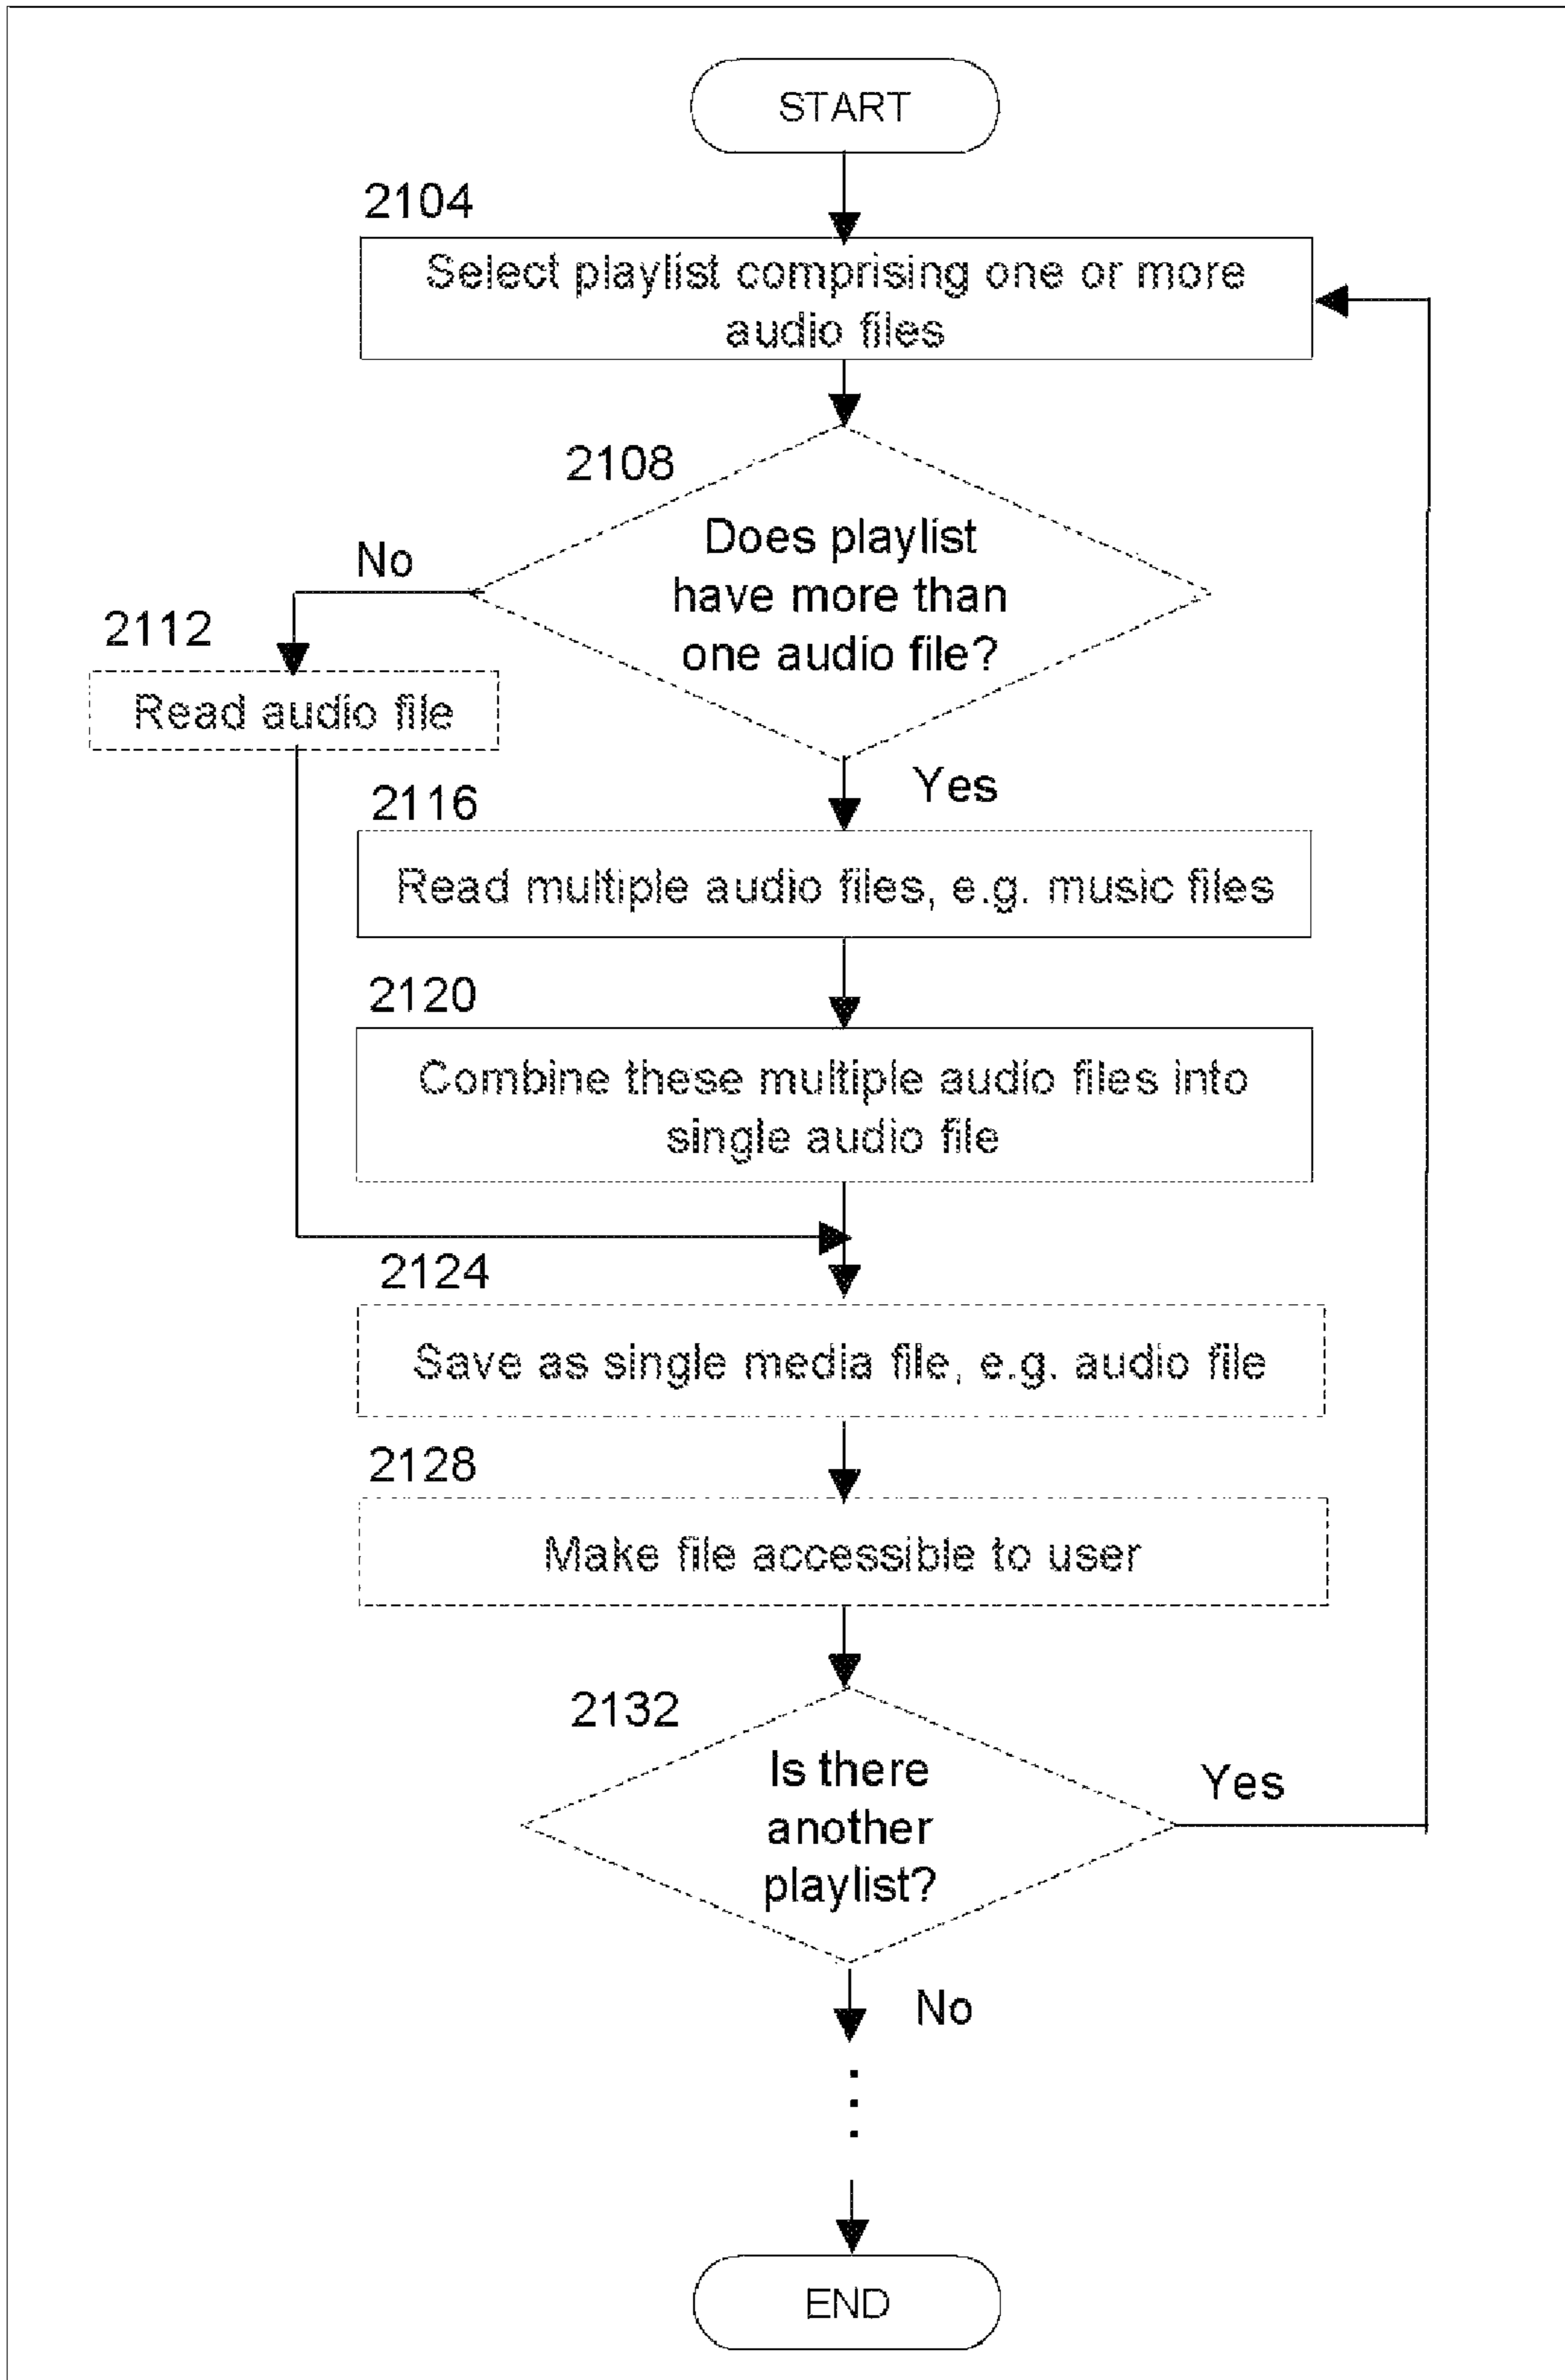 START
2104
Select playlist comprising one or more
audio files
2108
Does playlist
have more than
one audio file?
No
2112
Read audio file
Yes
2116
Read multiple audio files, e.g. music files
2120
Combine these multiple audio files into
single audio file
2124
Save as single media file, e.g. audio file
2128
Make file accessible to user
2132
Is there
another
playlist?
Yes
No
END